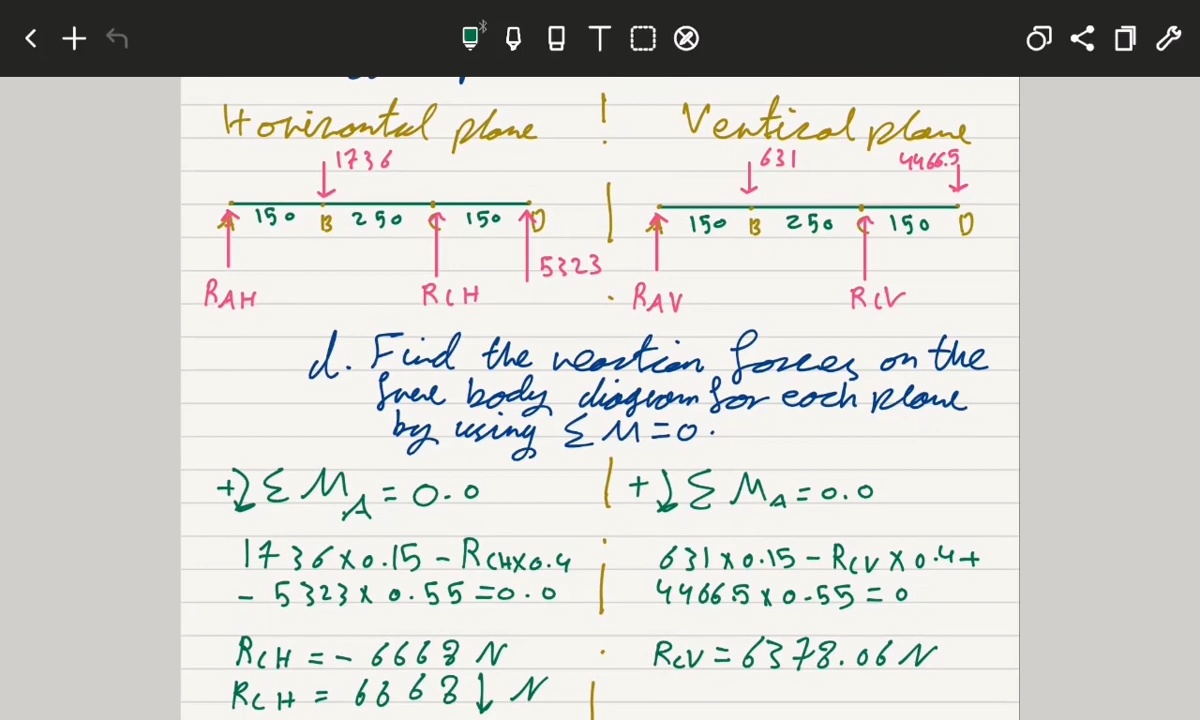 Horizontal plane
1736
150 B 250 C 150 D
A
RAH
RCH
5323
Vertical plane
631
4466.5
150 B 250 C 150 D
A
RAV
RCV
d. Find the reaction forces on the
free body diagram for each plane
by using Σ M = 0.
+↓ Σ MA = 0.0
1736 x 0.15 - RCH x 0.4
- 5323 x 0.55 = 0.0
RCH = - 6668 N
RCH = 6668 ↓ N
+↓ Σ MA = 0.0
631 x 0.15 - RCV x 0.4 +
4466.5 x 0.55 = 0
RCV = 6378.06 N